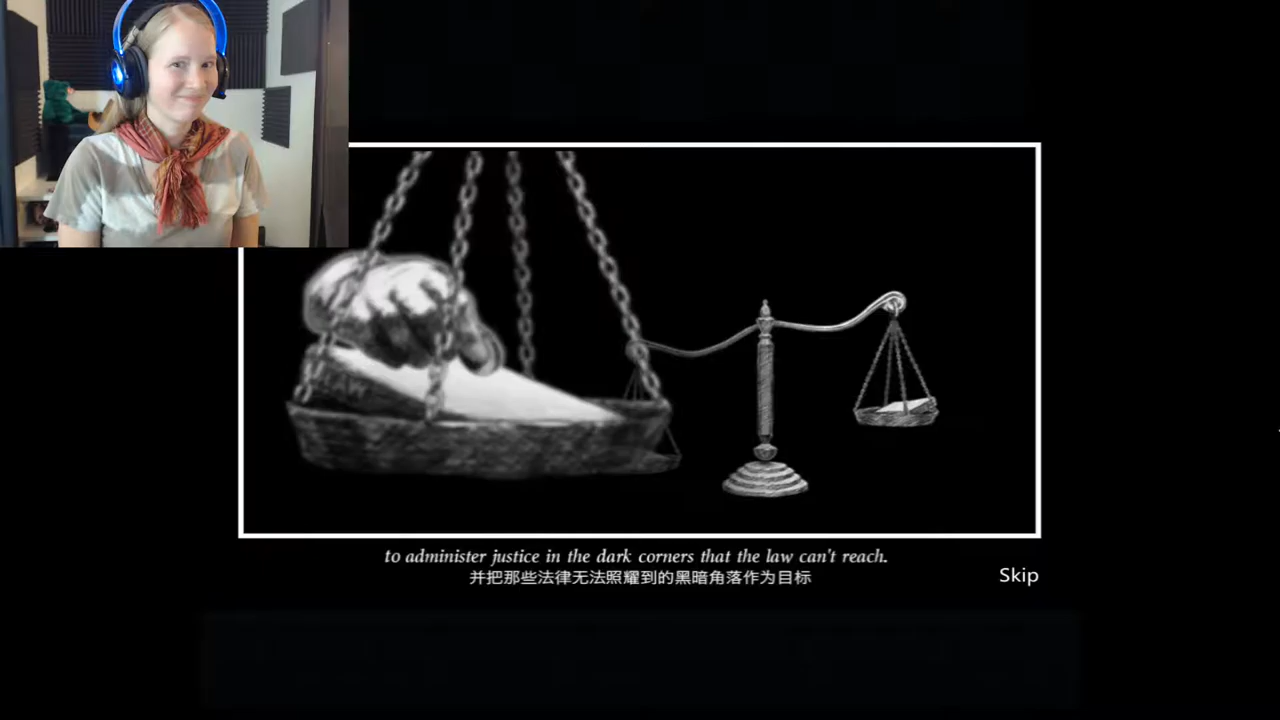 LAW
to administer justice in the dark corners that the law can't reach.
并把那些法律无法照耀到的黑暗角落作为目标
Skip